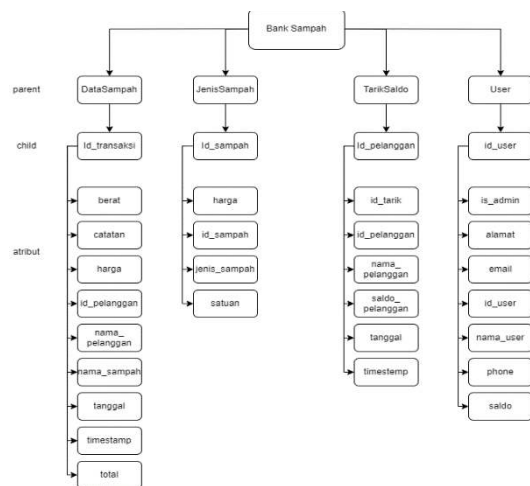 Bank Sampah
parent
DataSampah
JenisSampah
TarikSaldo
User
child
Id_transaksi
Id_sampah
Id_pelanggan
id_user
atribut
berat
catatan
harga
id_pelanggan
nama_
pelanggan
nama_sampah
tanggal
timestamp
total
harga
id_sampah
jenis_sampah
satuan
id_tarik
id_pelanggan
nama_
pelanggan
saldo_
pelanggan
tanggal
timestemp
is_admin
alamat
email
id_user
nama_user
phone
saldo